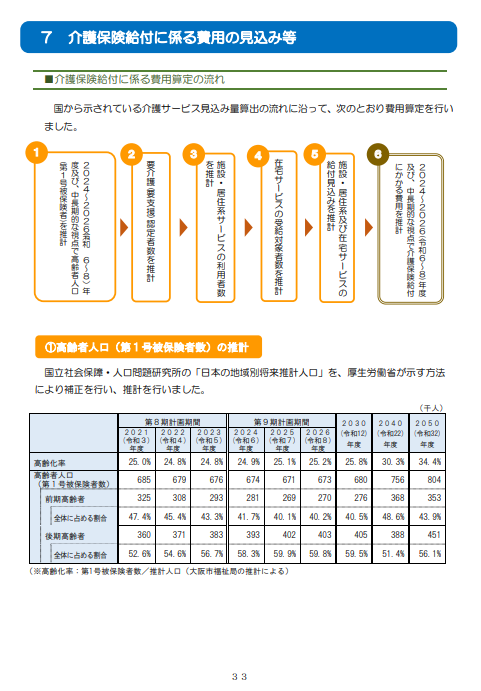 ７　介護保険給付に係る費用の見込み等
■介護保険給付に係る費用算定の流れ
国から示されている介護サービス見込み量算出の流れに沿って、次のとおり費用算定を行い
ました。
1
２０２４～２０２６（令和　６～８）年
度及び、中長期的な視点で高齢者人口
（第１号被保険者）を推計
2
要介護（要支援）認定者数を推計
3
施設・居住系サービスの利用者数
を推計
4
在宅サービスの受給対象者数を推計
5
施設・居住系及び在宅サービスの
給付見込みを推計
6
２０２４～２０２６（令和６～８）年度
及び、中長期的な視点で介護保険給付
にかかる費用を推計
①高齢者人口（第１号被保険者数）の推計
国立社会保障・人口問題研究所の「日本の地域別将来推計人口」を、厚生労働省が示す方法
により補正を行い、推計を行いました。
（千人）
第８期計画期間 第９期計画期間 ２０３０ ２０４０ ２０５０
２０２１ ２０２２ ２０２３ ２０２４ ２０２５ ２０２６ （令和12） （令和22） （令和32）
（令和３） （令和４） （令和５） （令和６） （令和７） （令和８） 年度 年度 年度
年度 年度 年度 年度 年度 年度
高齢化率 25.0% 24.8% 24.8% 24.9% 25.1% 25.2% 25.8% 30.3% 34.4%
高齢者人口
（第１号被保険者数） 685 679 676 674 671 673 680 756 804
前期高齢者 325 308 293 281 269 270 276 368 353
全体に占める割合 47.4% 45.4% 43.3% 41.7% 40.1% 40.2% 40.5% 48.6% 43.9%
後期高齢者 360 371 383 393 402 403 405 388 451
全体に占める割合 52.6% 54.6% 56.7% 58.3% 59.9% 59.8% 59.5% 51.4% 56.1%
（※高齢化率：第1号被保険者数／推計人口（大阪市福祉局の推計による）
３３